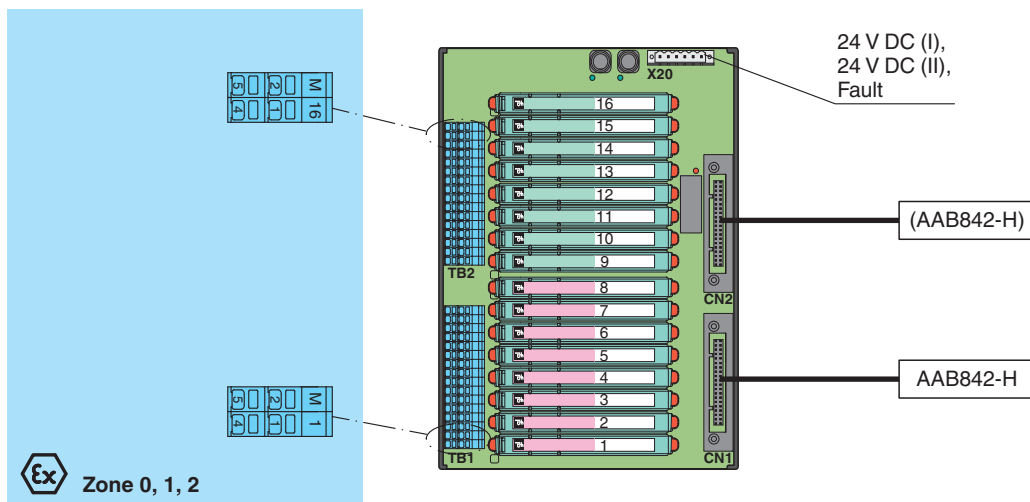 24 V DC (I),
24 V DC (II),
Fault
X20
5 2 M
4 1 16
16
15
14
13
12
11
10
9
8
7
6
5
4
3
2
1
TB2
(AAB842-H)
CN2
5 2 M
4 1 1
AAB842-H
TB1
CN1
Ex
Zone 0, 1, 2